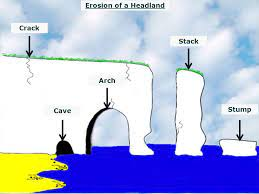 Erosion of a Headland
Crack
Stack
Arch
Cave
Stump